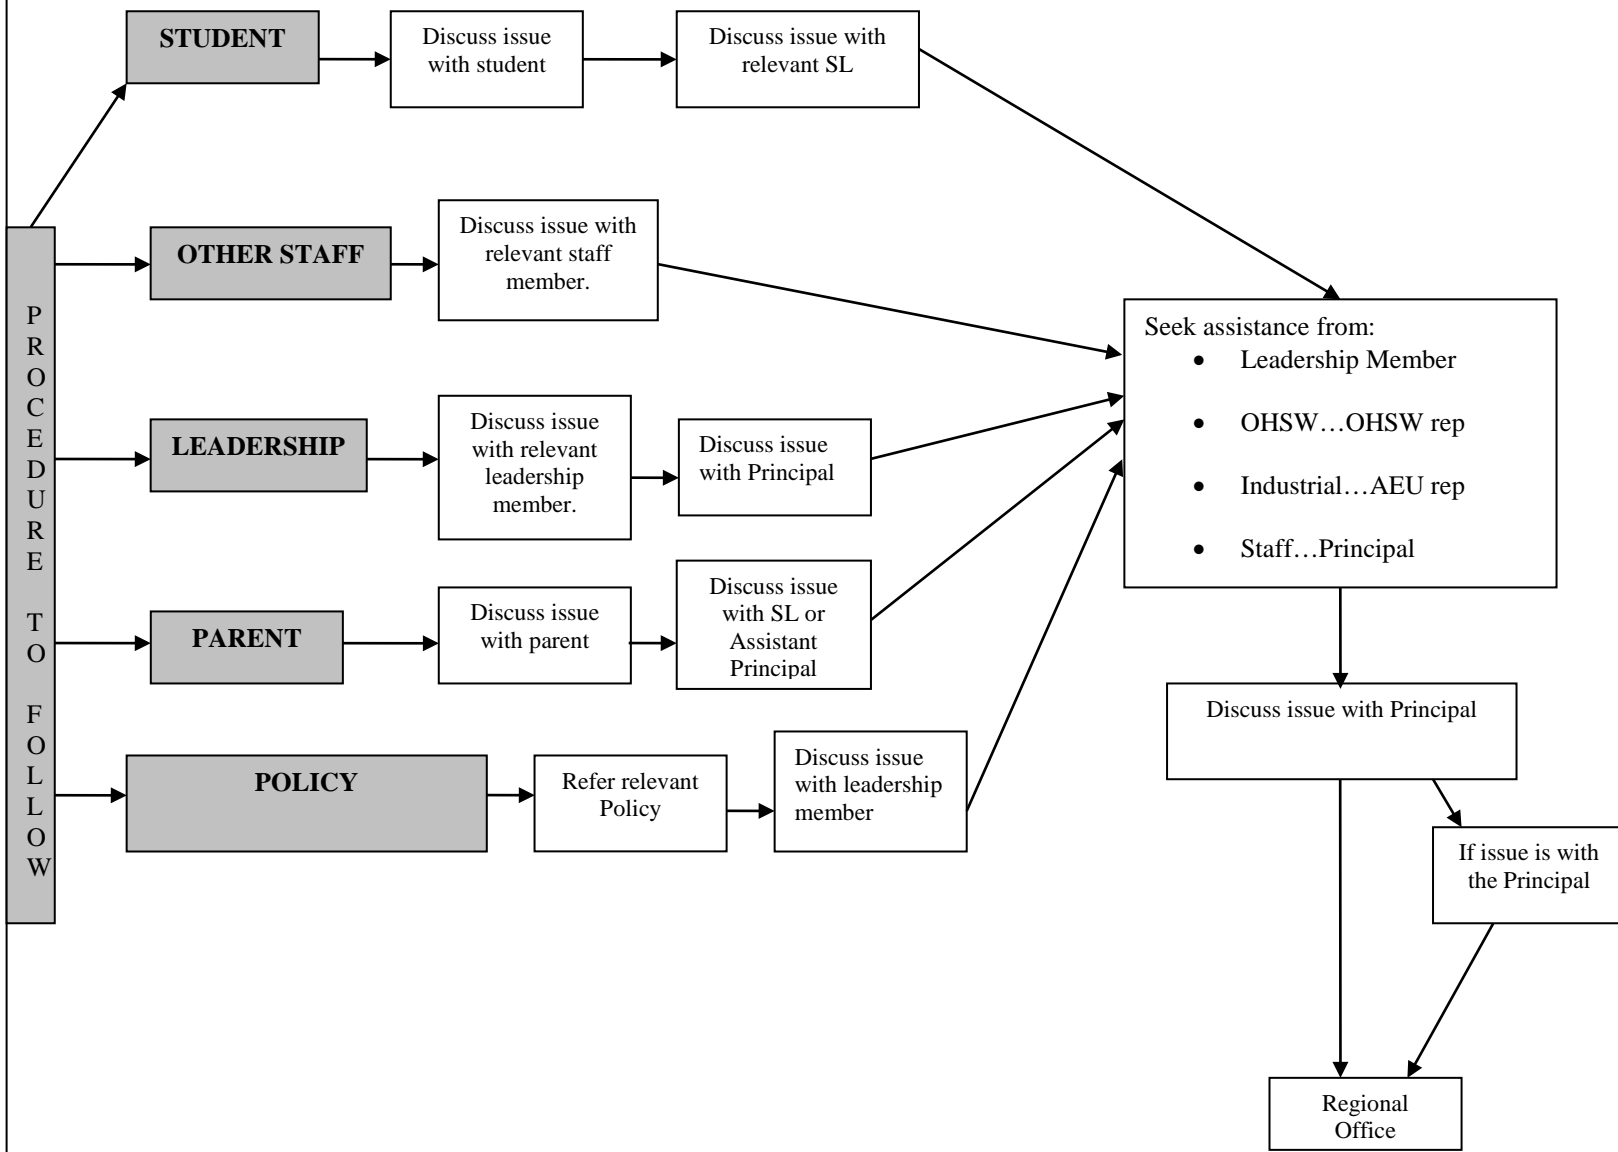 PROCEDURE TO FOLLOW
STUDENT
Discuss issue
with student
Discuss issue with
relevant SL
OTHER STAFF
Discuss issue with
relevant staff
member.
LEADERSHIP
Discuss issue
with relevant
leadership
member.
Discuss issue
with Principal
PARENT
Discuss issue
with parent
Discuss issue
with SL or
Assistant
Principal
POLICY
Refer relevant
Policy
Discuss issue
with leadership
member
Seek assistance from:
• Leadership Member
• OHSW…OHSW rep
• Industrial…AEU rep
• Staff…Principal
Discuss issue with Principal
If issue is with
the Principal
Regional
Office